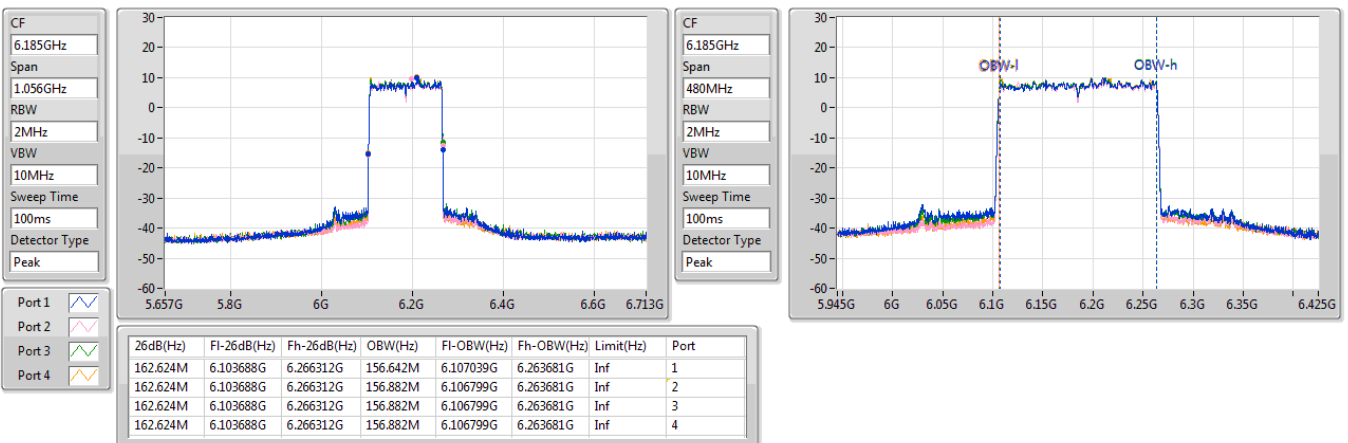 CF
6.185GHz
Span
1.056GHz
RBW
2MHz
VBW
10MHz
Sweep Time
100ms
Detector Type
Peak
30
20
10
0
-10
-20
-30
-40
-50
-60
5.657G 5.8G 6G 6.2G 6.4G 6.6G 6.713G
CF
6.185GHz
Span
480MHz
RBW
2MHz
VBW
10MHz
Sweep Time
100ms
Detector Type
Peak
30
20
10
0
-10
-20
-30
-40
-50
-60
OBW-l OBW-h
5.945G 6G 6.05G 6.1G 6.15G 6.2G 6.25G 6.3G 6.35G 6.425G
Port 1
Port 2
Port 3
Port 4
26dB(Hz) Fl-26dB(Hz) Fh-26dB(Hz) OBW(Hz) Fl-OBW(Hz) Fh-OBW(Hz) Limit(Hz) Port
162.624M 6.103688G 6.266312G 156.642M 6.107039G 6.263681G Inf 1
162.624M 6.103688G 6.266312G 156.882M 6.106799G 6.263681G Inf 2
162.624M 6.103688G 6.266312G 156.882M 6.106799G 6.263681G Inf 3
162.624M 6.103688G 6.266312G 156.882M 6.106799G 6.263681G Inf 4